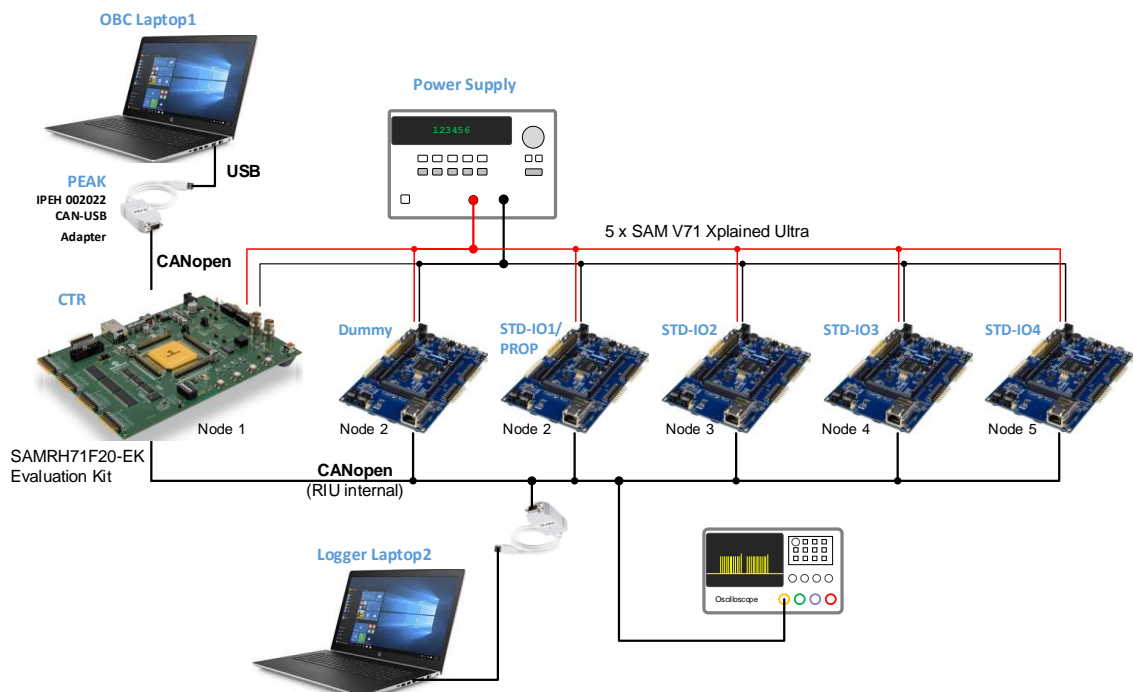 OBC Laptop1
Power Supply
123456
USB
PEAK
IPEH 002022
CAN-USB
Adapter
5 x SAM V71 Xplained Ultra
CANopen
CTR
Dummy
STD-IO1/
PROP
STD-IO2
STD-IO3
STD-IO4
Node 1
Node 2
Node 2
Node 3
Node 4
Node 5
SAMRH71F20-EK
Evaluation Kit
CANopen
(RIU internal)
Logger Laptop2
Oscilloscope